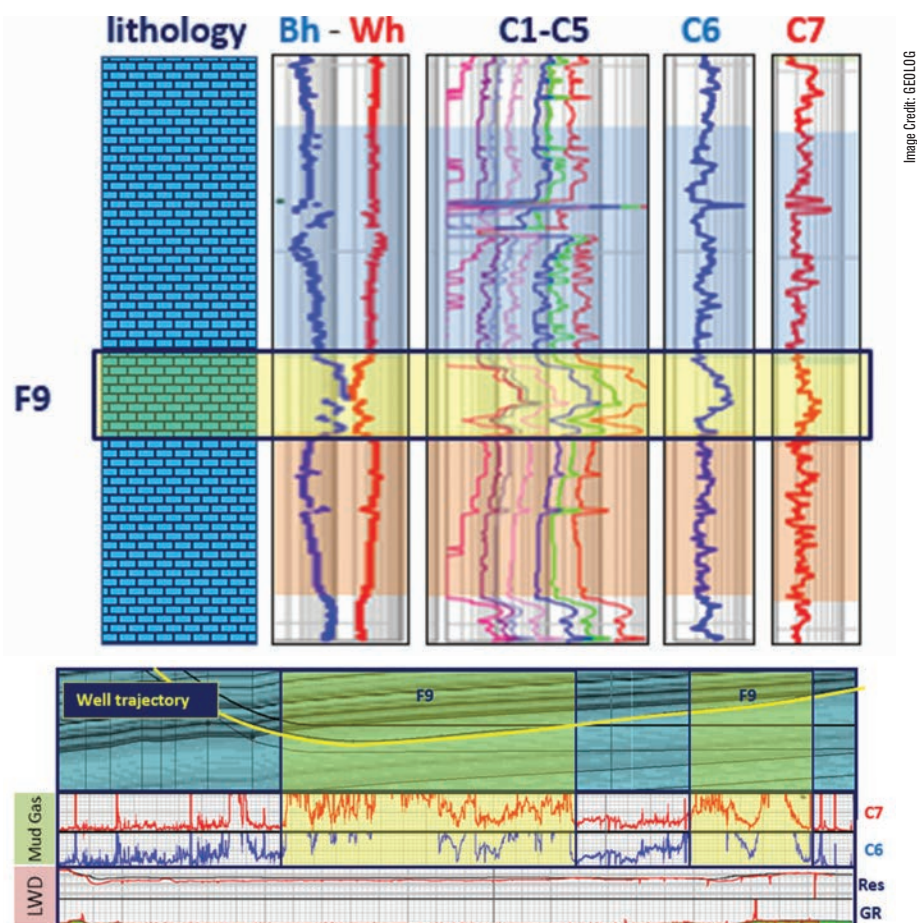 lithology
Bh - Wh
C1-C5
C6
C7
Image Credit: GEOLOG
F9
Well trajectory
F9
F9
Mud Gas
C7
C6
LWD
Res
GR